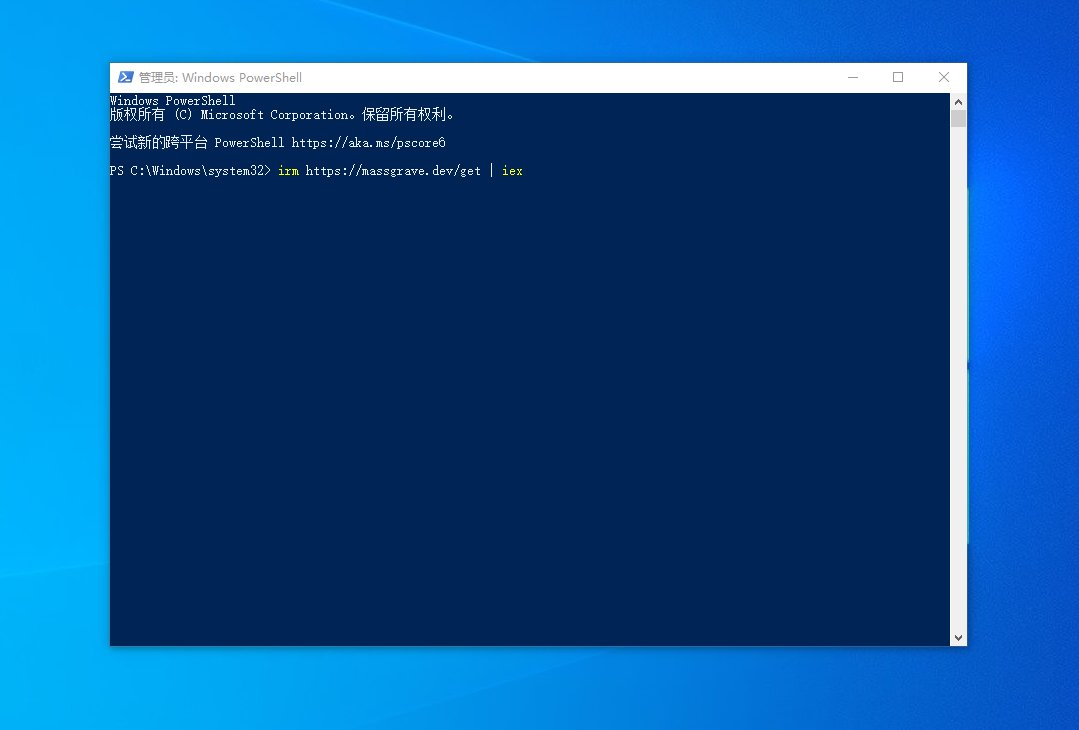 管理员: Windows PowerShell
Windows PowerShell
版权所有 (C) Microsoft Corporation。保留所有权利。
尝试新的跨平台 PowerShell https://aka.ms/pscore6
PS C:\Windows\system32> irm https://massgrave.dev/get | iex